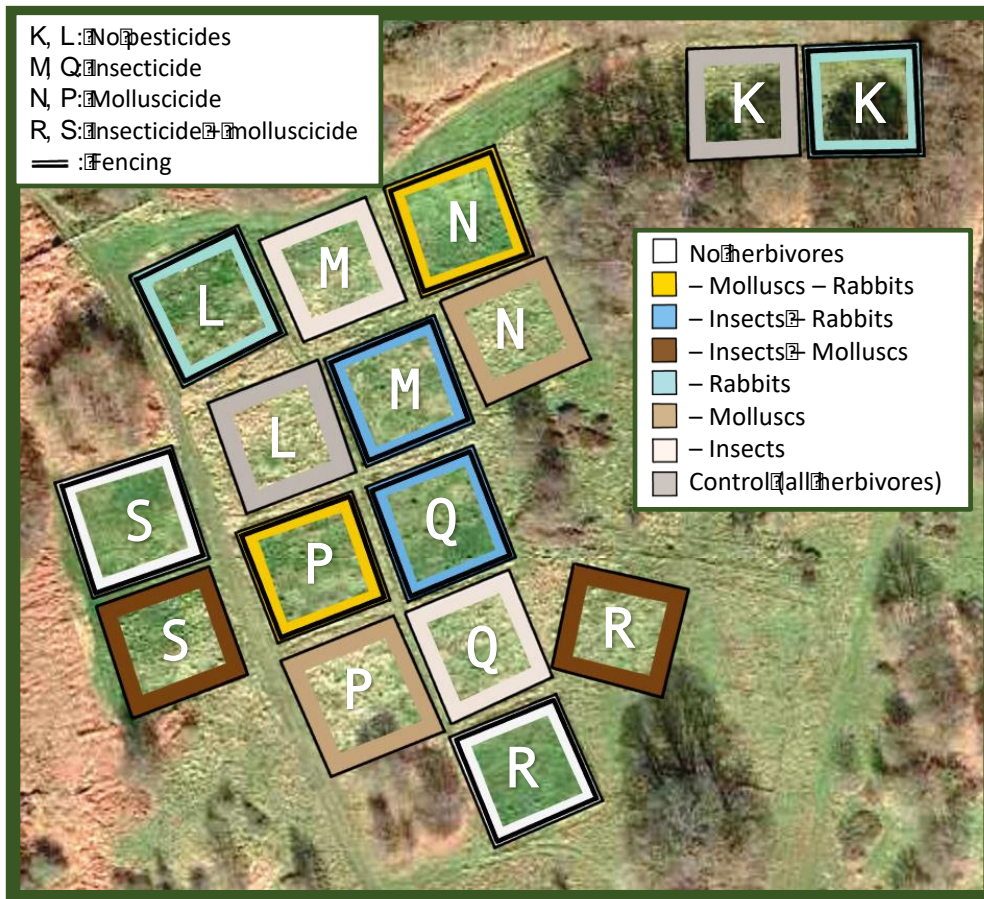 K, L: No pesticides
M, Q: Insecticide
N, P: Molluscicide
R, S: Insecticide + molluscicide
: Fencing
K K
N
M
L
N
M
L
No herbivores
– Molluscs – Rabbits
– Insects – Rabbits
– Insects – Molluscs
– Rabbits
– Molluscs
– Insects
Control (all herbivores)
S
Q
P
S
R
Q
P
R